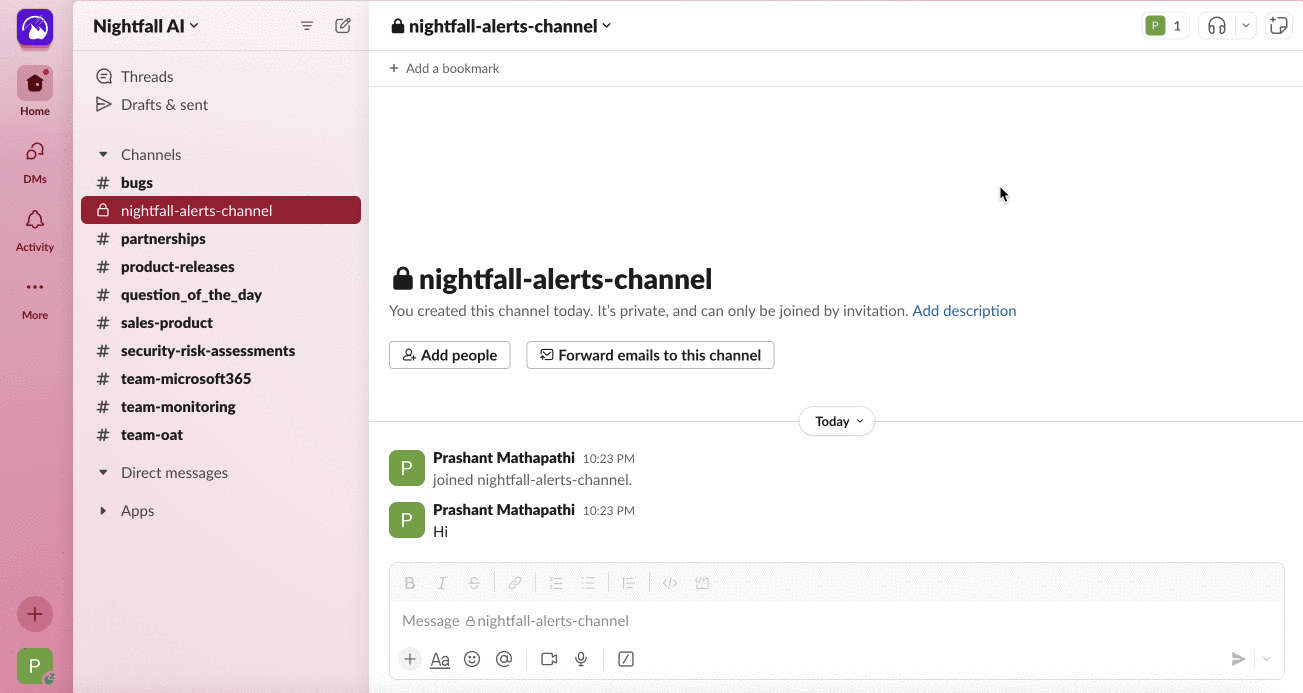 Nightfall AI
Home
DMs
Activity
More
P
Threads
Drafts & sent
Channels
# bugs
nightfall-alerts-channel
# partnerships
# product-releases
# question_of_the_day
# sales-product
# security-risk-assessments
# team-microsoft365
# team-monitoring
# team-oat
Direct messages
Apps
nightfall-alerts-channel
P 1
+ Add a bookmark
nightfall-alerts-channel
You created this channel today. It’s private, and can only be joined by invitation. Add description
Add people
Forward emails to this channel
Today
P
Prashant Mathapathi 10:23 PM
joined nightfall-alerts-channel.
P
Prashant Mathapathi 10:23 PM
Hi
B I S
Message nightfall-alerts-channel
+ Aa @